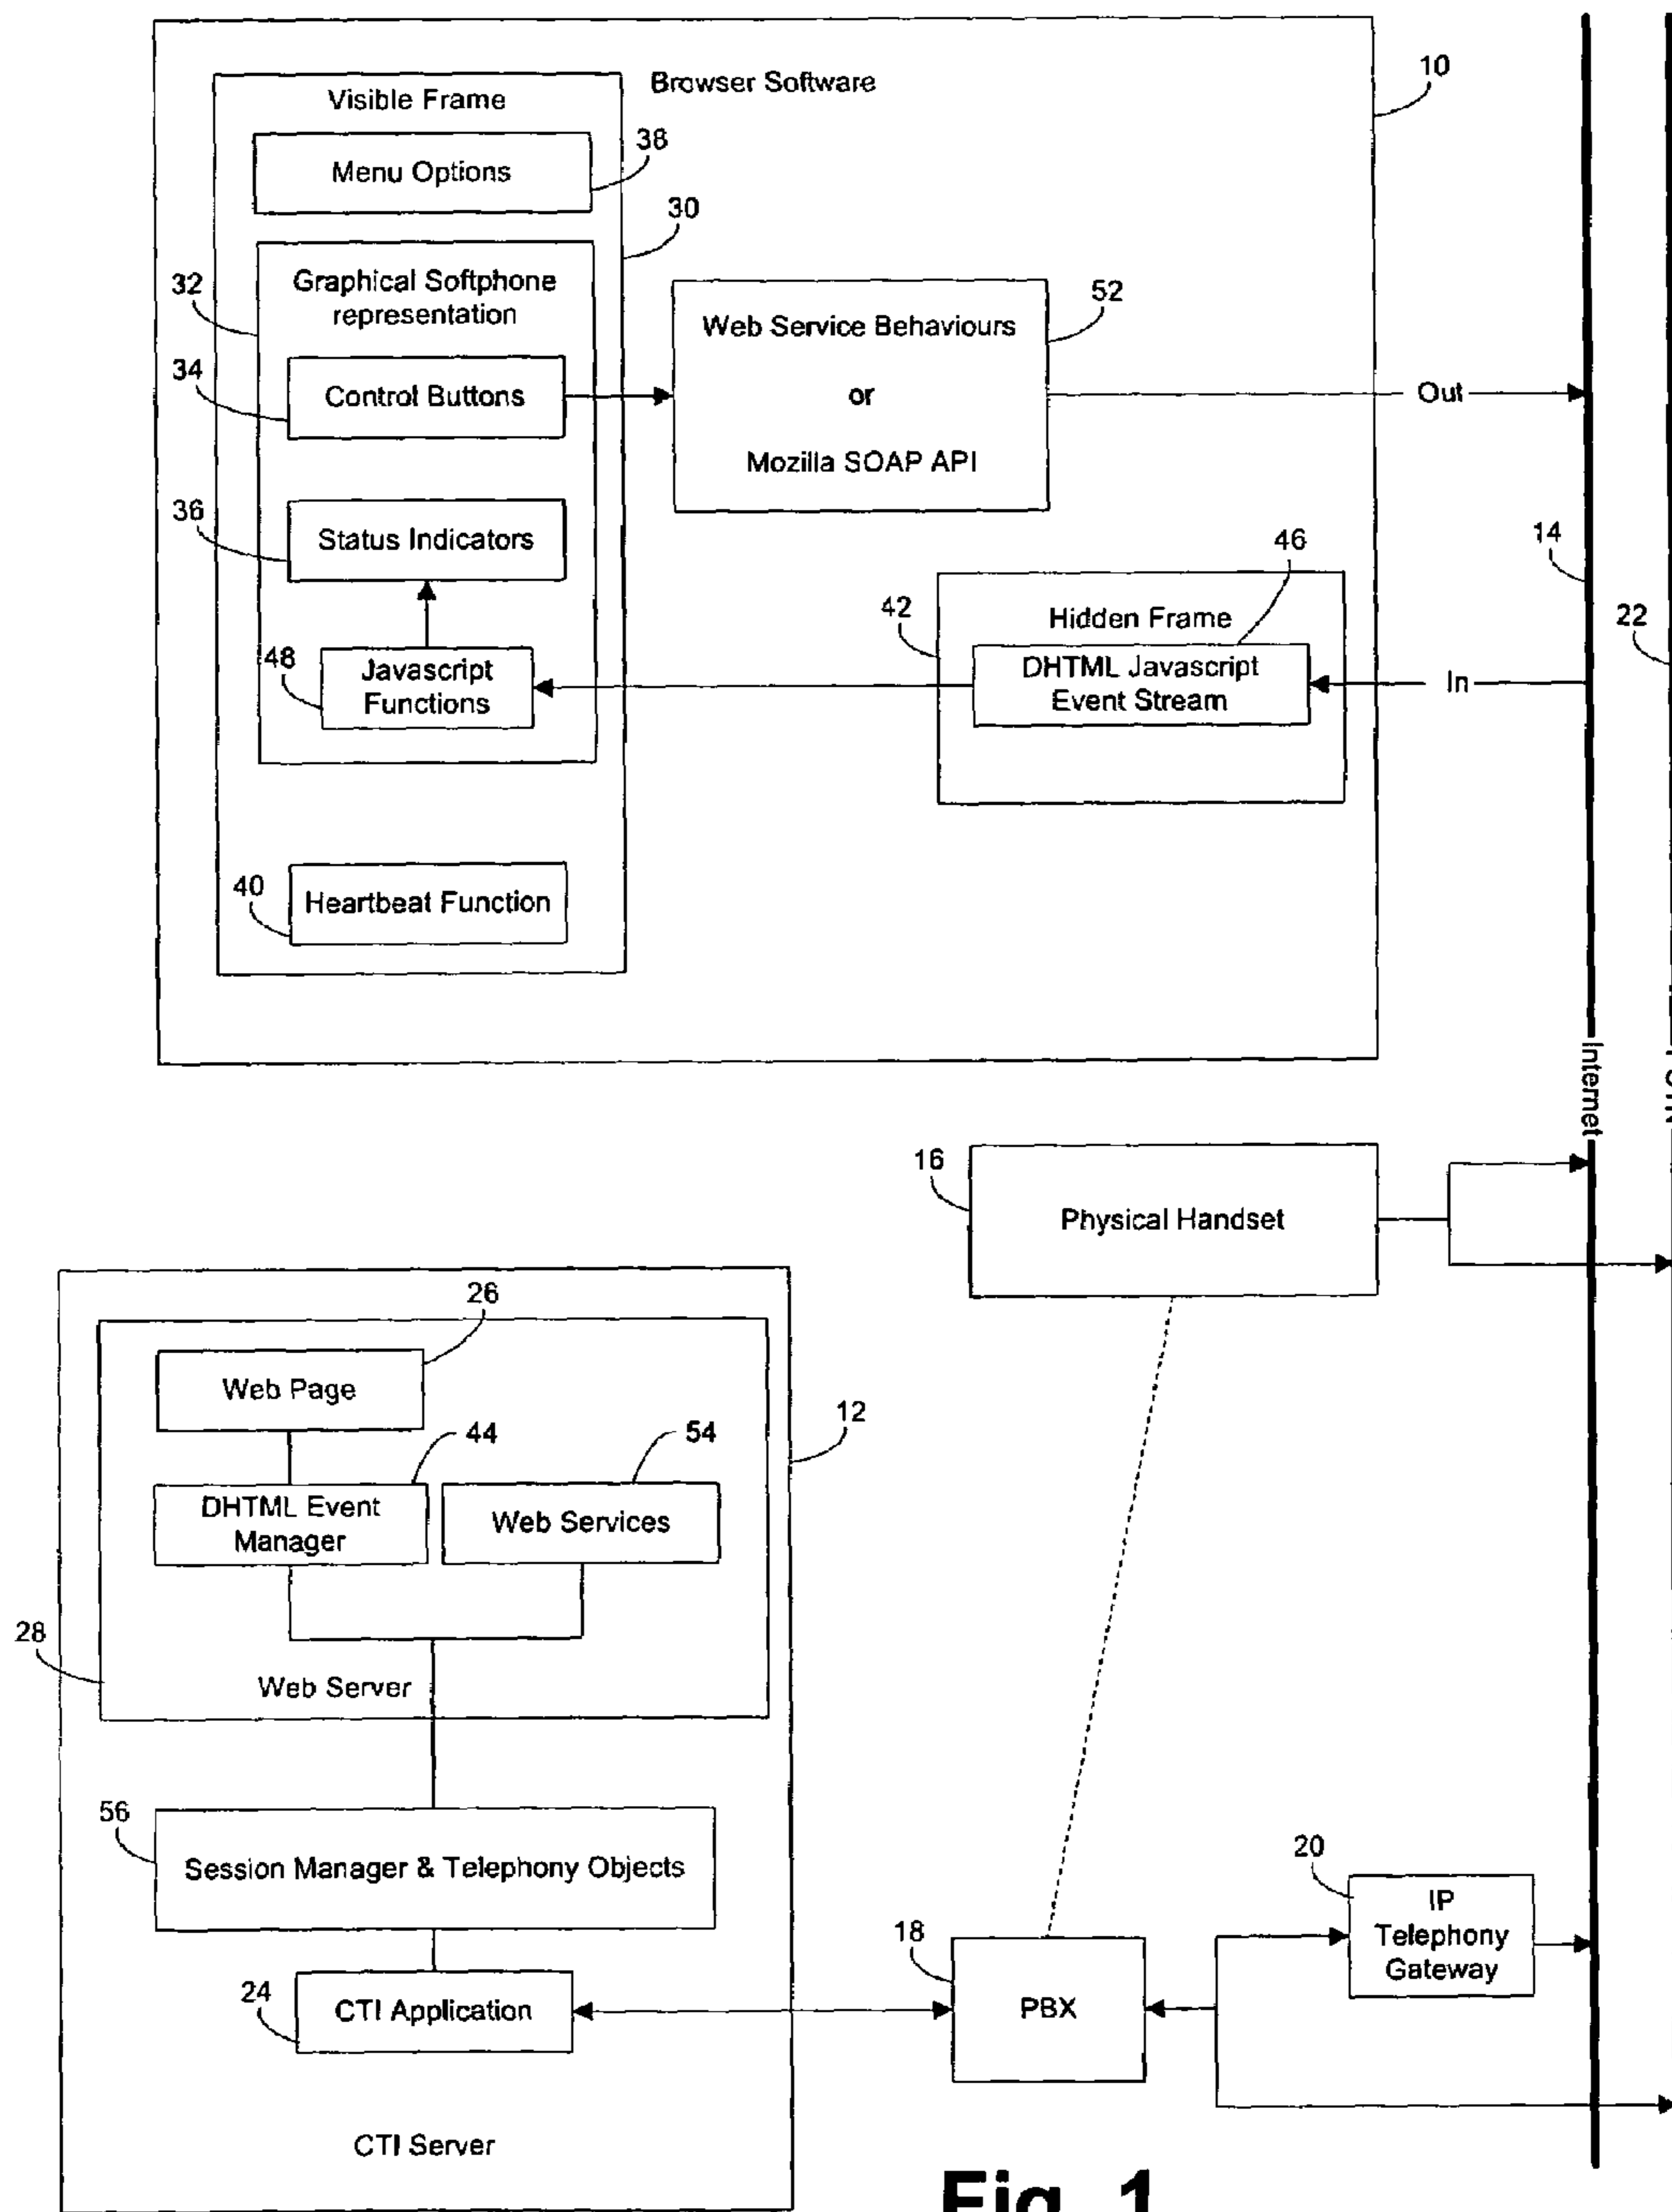 Browser Software
10
Visible Frame
Menu Options
38
30
32
Graphical Softphone
representation
34
Control Buttons
Web Service Behaviours
or
Mozilla SOAP API
52
Out
36
Status Indicators
14
22
46
42
Hidden Frame
DHTML Javascript
Event Stream
In
48
Javascript
Functions
40
Heartbeat Function
Internet
16
Physical Handset
26
Web Page
12
44
54
DHTML Event
Manager
Web Services
28
Web Server
56
Session Manager & Telephony Objects
20
IP
Telephony
Gateway
18
PBX
24
CTI Application
CTI Server
Fig. 1